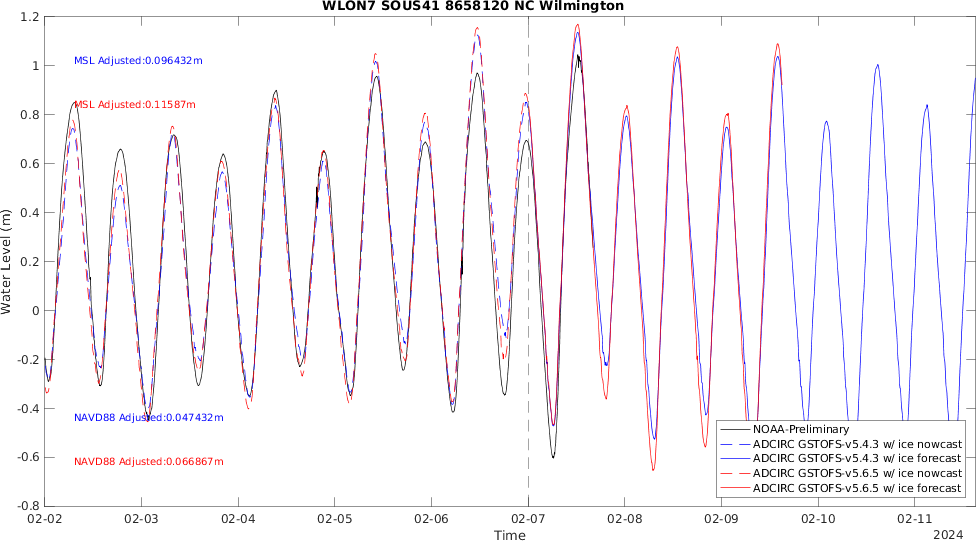 WLON7 SOUS41 8658120 NC Wilmington
1.2
1
0.8
0.6
0.4
0.2
0
-0.2
-0.4
-0.6
-0.8
Water Level (m)
MSL Adjusted:0.096432m
MSL Adjusted:0.11587m
NAVD88 Adjusted:0.047432m
NAVD88 Adjusted:0.066867m
NOAA-Preliminary
ADCIRC GSTOFS-v5.4.3 w/ ice nowcast
ADCIRC GSTOFS-v5.4.3 w/ ice forecast
ADCIRC GSTOFS-v5.6.5 w/ ice nowcast
ADCIRC GSTOFS-v5.6.5 w/ ice forecast
02-02 02-03 02-04 02-05 02-06 02-07 02-08 02-09 02-10 02-11
Time
2024